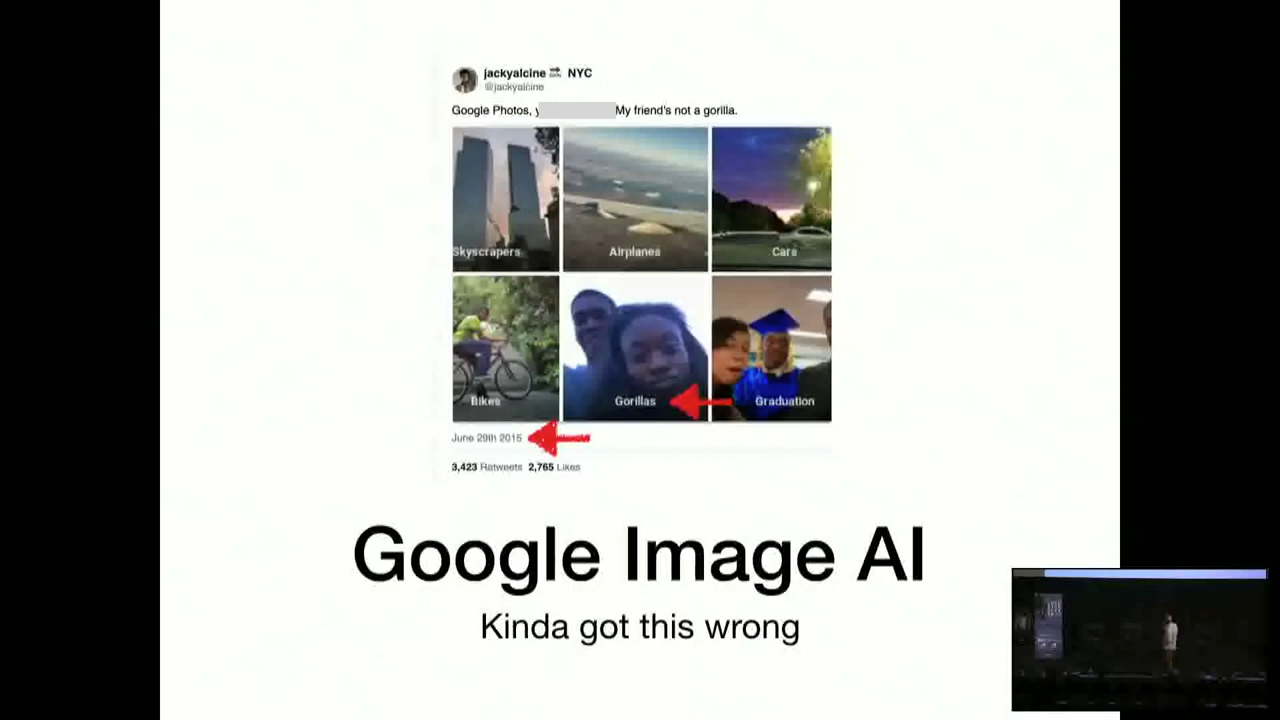 jackyalcine NYC
@jackyalcine
Google Photos, y My friend's not a gorilla.
Skyscrapers
Airplanes
Cars
Bikes
Gorillas
Graduation
June 29th 2015
3,423 Retweets 2,765 Likes
Google Image AI
Kinda got this wrong